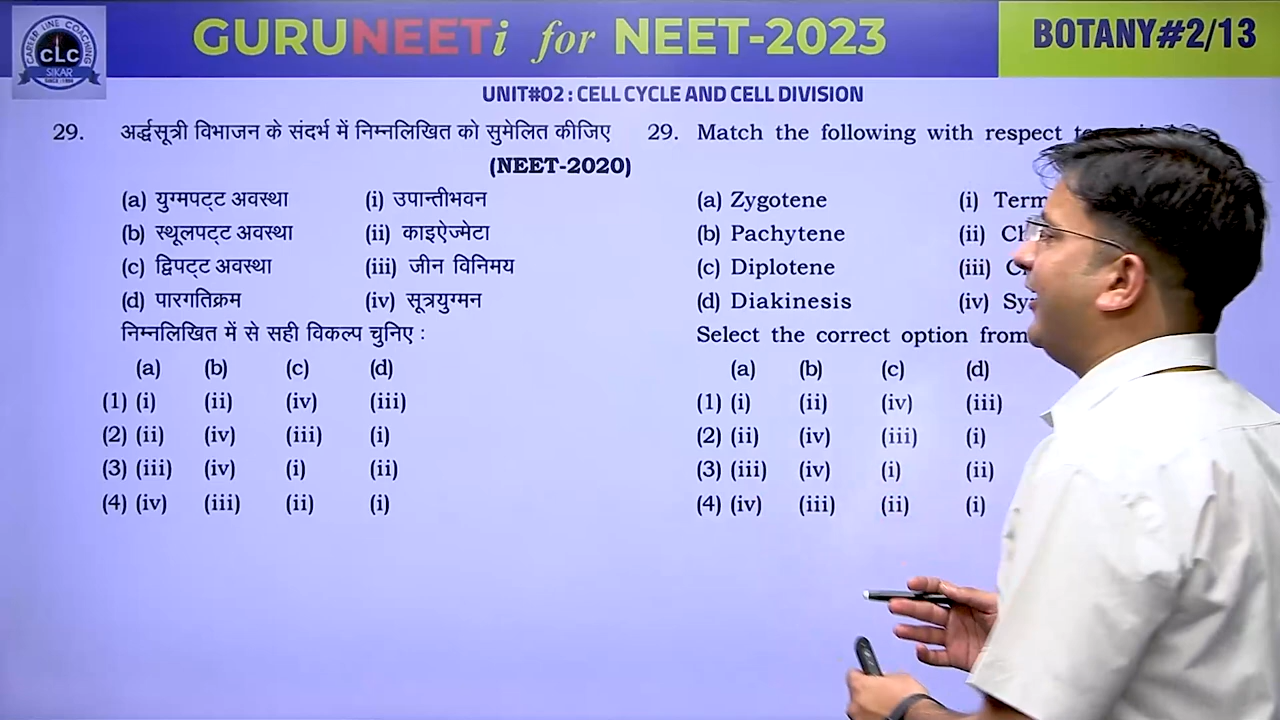 GURUNEETi for NEET-2023
BOTANY#2/13
CAREER LINE COACHING
CLC
SIKAR
SINCE : 1996
UNIT#02 : CELL CYCLE AND CELL DIVISION
29. अर्द्धसूत्री विभाजन के संदर्भ में निम्नलिखित को सुमेलित कीजिए
(NEET-2020)
(a) युग्मपट्ट अवस्था (i) उपान्तीभवन
(b) स्थूलपट्ट अवस्था (ii) काइऐज्मेटा
(c) द्विपट्ट अवस्था (iii) जीन विनिमय
(d) पारगतिक्रम (iv) सूत्रयुग्मन
निम्नलिखित में से सही विकल्प चुनिए :
(a) (b) (c) (d)
(1) (i) (ii) (iv) (iii)
(2) (ii) (iv) (iii) (i)
(3) (iii) (iv) (i) (ii)
(4) (iv) (iii) (ii) (i)
29. Match the following with respect
(a) Zygotene (i)
(b) Pachytene (ii)
(c) Diplotene (iii)
(d) Diakinesis (iv)
Select the correct option from
(a) (b) (c) (d)
(1) (i) (ii) (iv) (iii)
(2) (ii) (iv) (iii) (i)
(3) (iii) (iv) (i) (ii)
(4) (iv) (iii) (ii) (i)